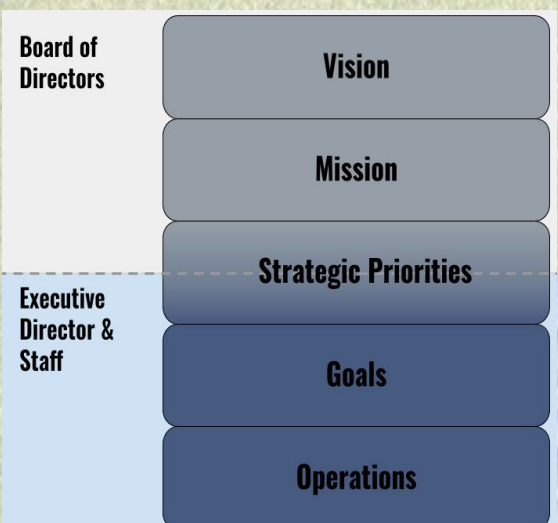 Board of
Directors
Vision
Mission
Strategic Priorities
Executive
Director &
Staff
Goals
Operations